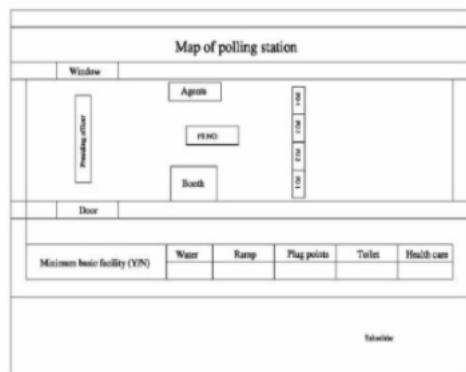 Map of polling station
Window
Agents
Presiding officer
PS NO
Booth
Door
Minimum basic facility (Y/N)
Water
Ramp
Plug points
Toilet
Health care